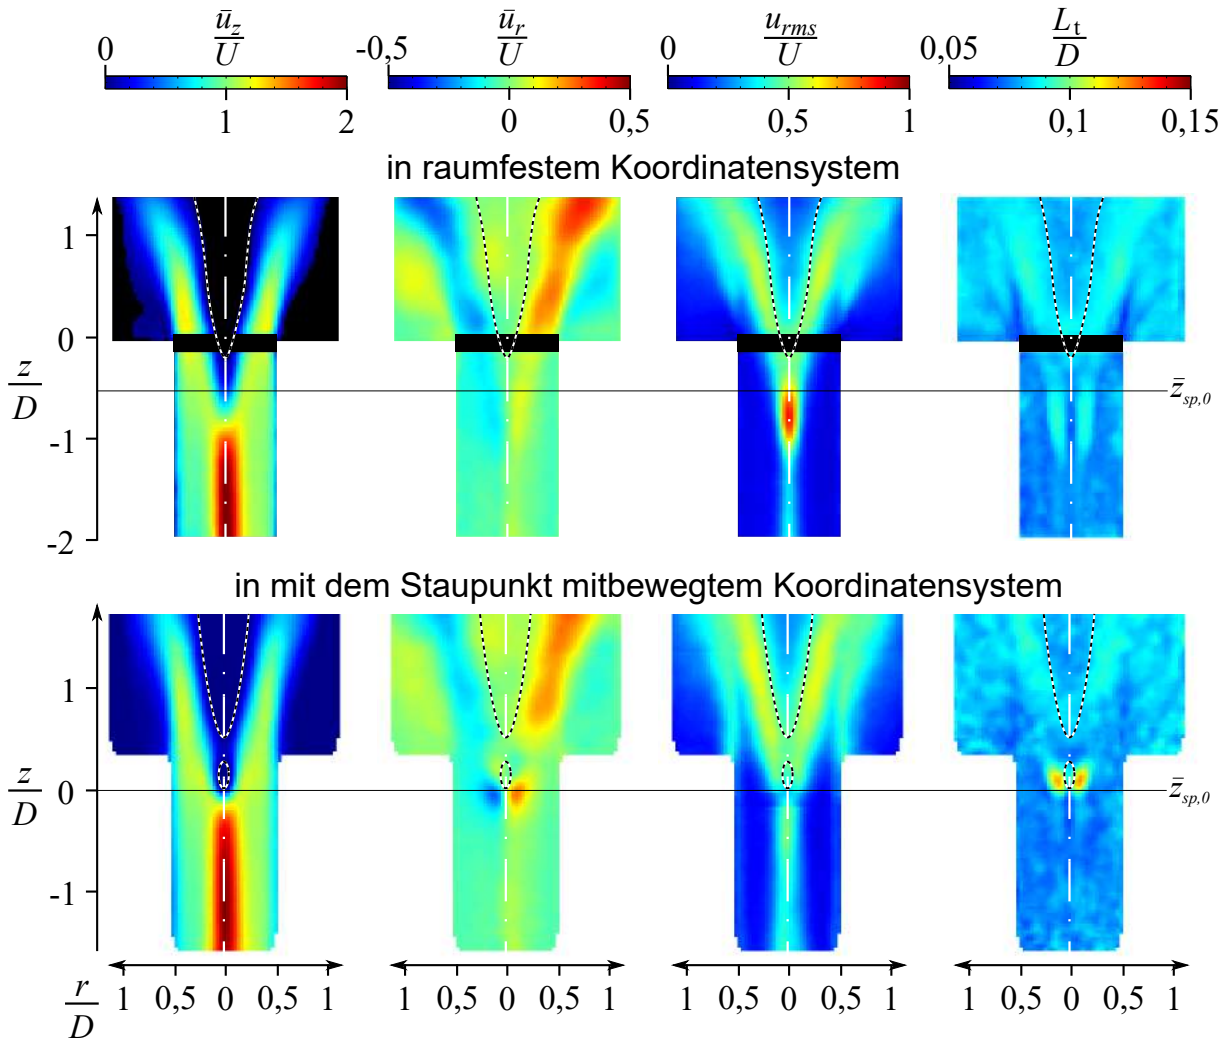 0 ū_z/U 1 2
-0,5 ū_r/U 0 0,5
0 u_rms/U 0,5 1
0,05 L_t/D 0,1 0,15
in raumfestem Koordinatensystem
1
0
z/D
z̄_sp,0
-1
-2
in mit dem Staupunkt mitbewegtem Koordinatensystem
1
z/D
0
z̄_sp,0
-1
r/D
1 0,5 0 0,5 1
1 0,5 0 0,5 1
1 0,5 0 0,5 1
1 0,5 0 0,5 1